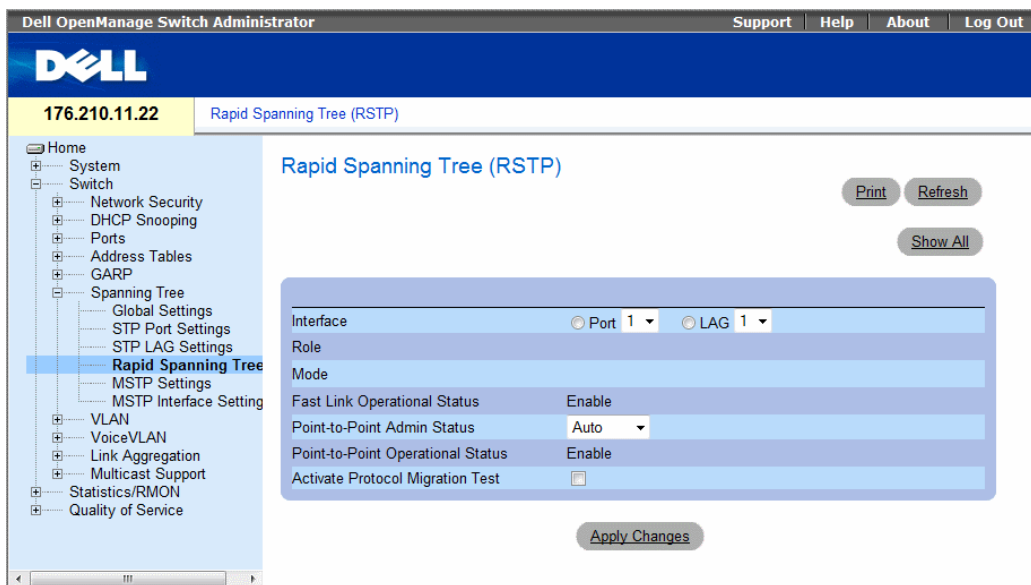 Dell OpenManage Switch Administrator Support Help About Log Out
DELL
176.210.11.22 Rapid Spanning Tree (RSTP)
Home
System
Switch
Network Security
DHCP Snooping
Ports
Address Tables
GARP
Spanning Tree
Global Settings
STP Port Settings
STP LAG Settings
Rapid Spanning Tree
MSTP Settings
MSTP Interface Setting
VLAN
VoiceVLAN
Link Aggregation
Multicast Support
Statistics/RMON
Quality of Service
Rapid Spanning Tree (RSTP)
Print Refresh
Show All
Interface Port 1 LAG 1
Role
Mode
Fast Link Operational Status Enable
Point-to-Point Admin Status Auto
Point-to-Point Operational Status Enable
Activate Protocol Migration Test
Apply Changes